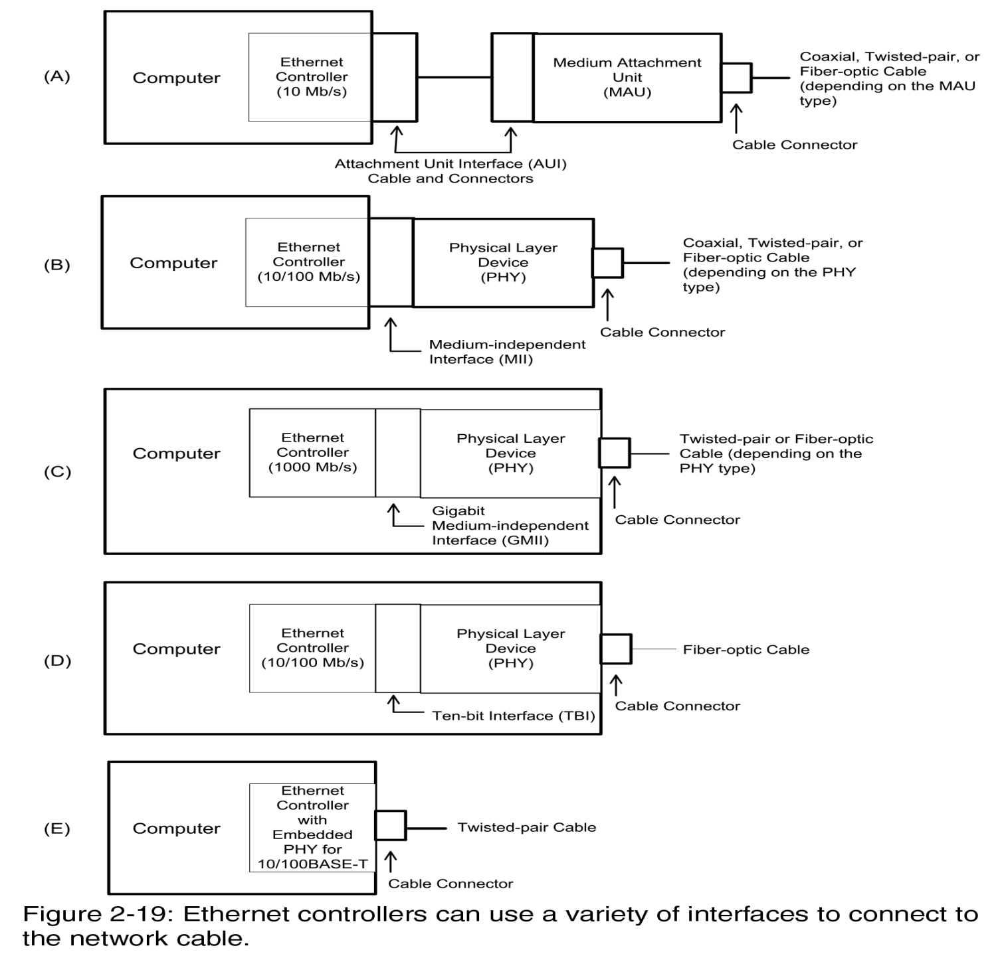 (A)
Computer
Ethernet
Controller
(10 Mb/s)
Medium Attachment
Unit
(MAU)
Coaxial, Twisted-pair, or
Fiber-optic Cable
(depending on the MAU
type)
Cable Connector
Attachment Unit Interface (AUI)
Cable and Connectors
(B)
Computer
Ethernet
Controller
(10/100 Mb/s)
Physical Layer
Device
(PHY)
Coaxial, Twisted-pair, or
Fiber-optic Cable
(depending on the PHY
type)
Cable Connector
Medium-independent
Interface (MII)
(C)
Computer
Ethernet
Controller
(1000 Mb/s)
Physical Layer
Device
(PHY)
Twisted-pair or Fiber-optic
Cable (depending on the
PHY type)
Cable Connector
Gigabit
Medium-independent
Interface (GMII)
(D)
Computer
Ethernet
Controller
(10/100 Mb/s)
Physical Layer
Device
(PHY)
Fiber-optic Cable
Cable Connector
Ten-bit Interface (TBI)
(E)
Computer
Ethernet
Controller
with
Embedded
PHY for
10/100BASE-T
Twisted-pair Cable
Cable Connector
Figure 2-19: Ethernet controllers can use a variety of interfaces to connect to
the network cable.